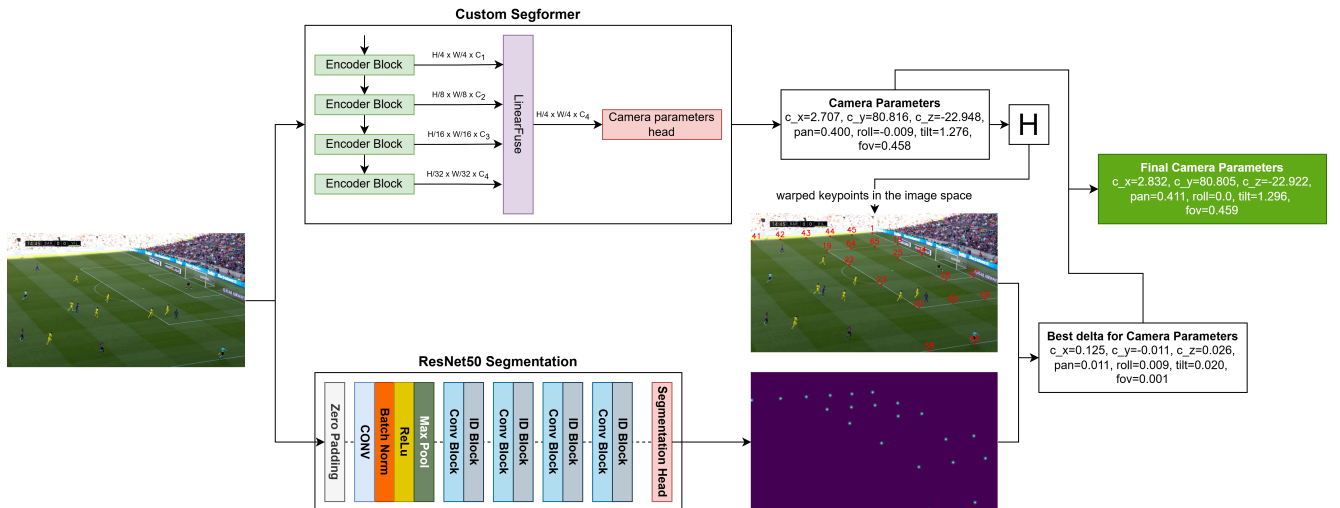 Custom Segformer
Encoder Block
H/4 x W/4 x C1
Encoder Block
H/8 x W/8 x C2
Encoder Block
H/16 x W/16 x C3
Encoder Block
H/32 x W/32 x C4
LinearFuse
H/4 x W/4 x C4
Camera parameters
head
Camera Parameters
c_x=2.707, c_y=80.816, c_z=-22.948,
pan=0.400, roll=-0.009, tilt=1.276,
fov=0.458
H
Final Camera Parameters
c_x=2.832, c_y=80.805, c_z=-22.922,
pan=0.411, roll=0.0, tilt=1.296,
fov=0.459
warped keypoints in the image space
41 42 43 44 45 1
Best delta for Camera Parameters
c_x=0.125, c_y=-0.011, c_z=0.026,
pan=0.011, roll=0.009, tilt=0.020,
fov=0.001
ResNet50 Segmentation
Zero Padding
CONV
Batch Norm
ReLu
Max Pool
Conv Block
ID Block
Conv Block
ID Block
Conv Block
ID Block
Conv Block
ID Block
Segmentation Head